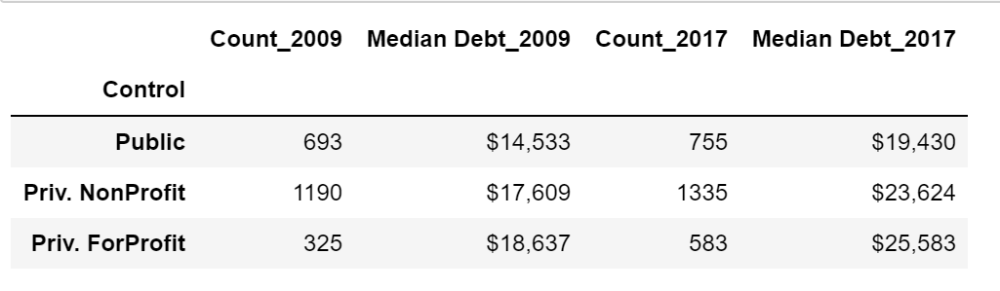 Count_2009 Median Debt_2009 Count_2017 Median Debt_2017
Control
Public 693 $14,533 755 $19,430
Priv. NonProfit 1190 $17,609 1335 $23,624
Priv. ForProfit 325 $18,637 583 $25,583